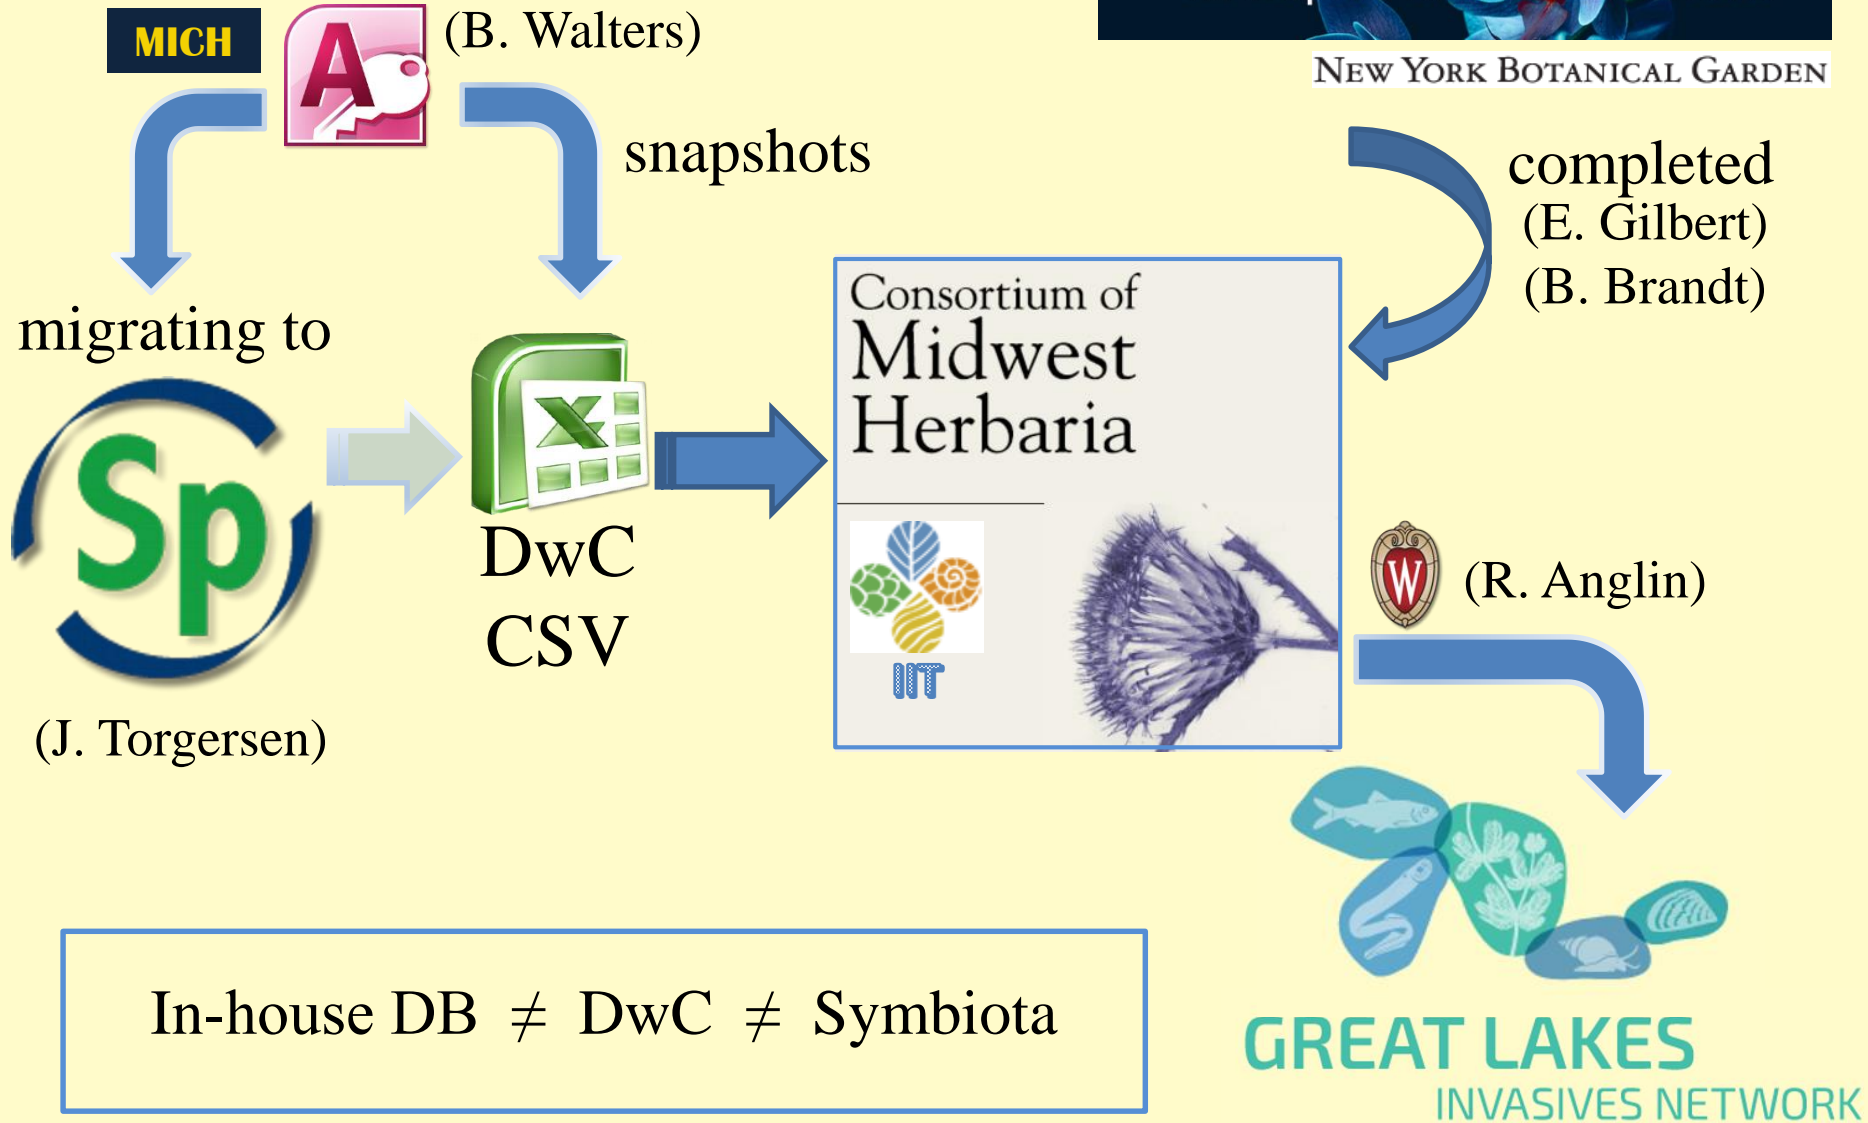 MICH
(B. Walters)
NEW YORK BOTANICAL GARDEN
snapshots
completed
(E. Gilbert)
(B. Brandt)
migrating to
Sp
Consortium of
Midwest
Herbaria
DwC
CSV
IIT
W
(R. Anglin)
(J. Torgersen)
In-house DB ≠ DwC ≠ Symbiota
GREAT LAKES
INVASIVES NETWORK